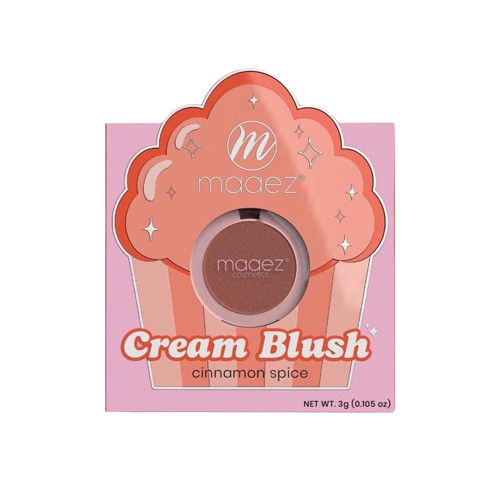 m
maaez®
maaez®
cosmetics
Cream Blush
cinnamon spice
NET WT. 3g (0.105 oz)